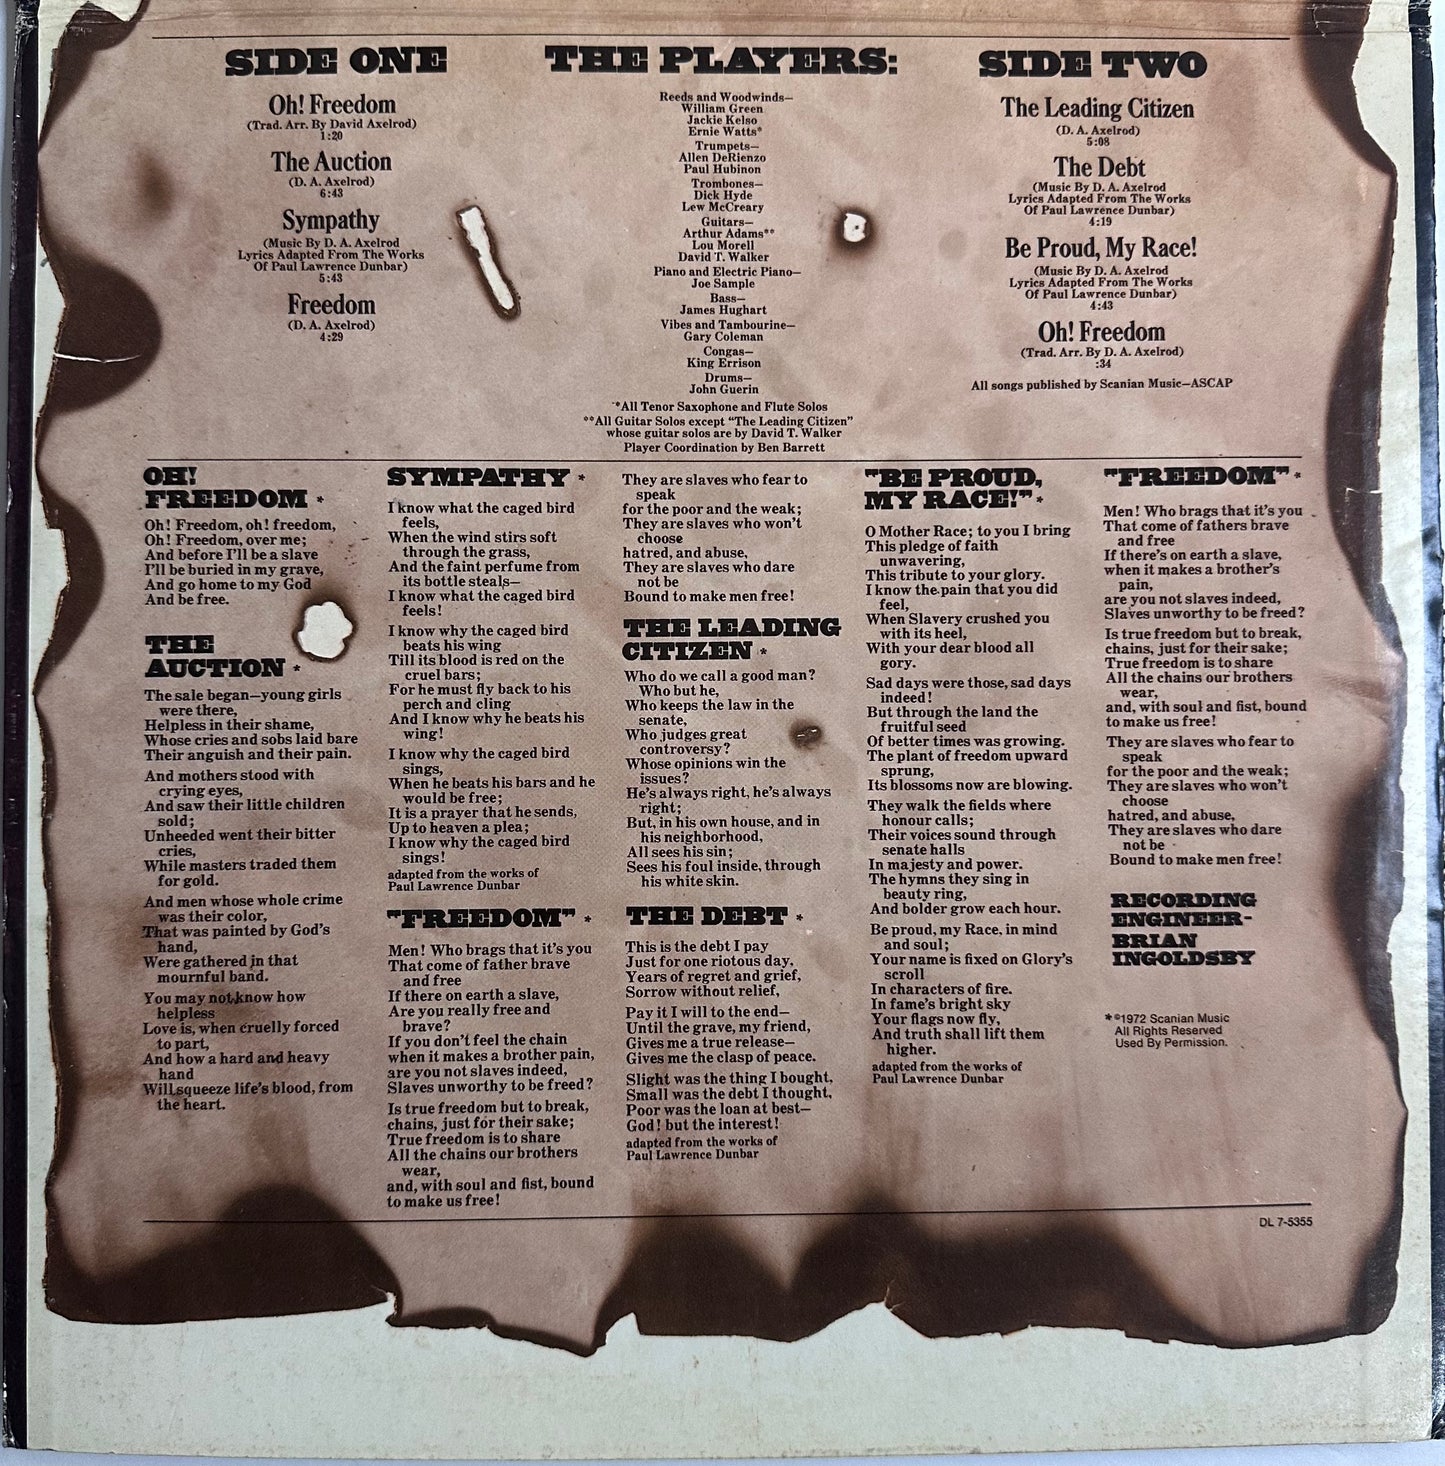 SIDE ONE
Oh! Freedom
(Trad. Arr. By David Axelrod)
1:20
The Auction
(D. A. Axelrod)
6:43
Sympathy
(Music By D. A. Axelrod
Lyrics Adapted From The Works
Of Paul Lawrence Dunbar)
5:43
Freedom
(D. A. Axelrod)
4:29
THE PLAYERS:
Reeds and Woodwinds—
William Green
Jackie Kelso
Ernie Watts*
Trumpets—
Allen DeRienzo
Paul Hubinon
Trombones—
Dick Hyde
Lew McCreary
Guitars—
Arthur Adams**
Lou Morell
David T. Walker
Piano and Electric Piano—
Joe Sample
Bass—
James Hughart
Vibes and Tambourine—
Gary Coleman
Congas—
King Errison
Drums—
John Guerin
*All Tenor Saxophone and Flute Solos
**All Guitar Solos except "The Leading Citizen"
whose guitar solos are by David T. Walker
Player Coordination by Ben Barrett
SIDE TWO
The Leading Citizen
(D. A. Axelrod)
5:08
The Debt
(Music By D. A. Axelrod
Lyrics Adapted From The Works
Of Paul Lawrence Dunbar)
4:19
Be Proud, My Race!
(Music By D. A. Axelrod
Lyrics Adapted From The Works
Of Paul Lawrence Dunbar)
4:43
Oh! Freedom
(Trad. Arr. By D. A. Axelrod)
:34
All songs published by Scanian Music—ASCAP
OH!
FREEDOM *
Oh! Freedom, oh! freedom,
Oh! Freedom, over me;
And before I'll be a slave
I'll be buried in my grave,
And go home to my God
And be free.
THE
AUCTION *
The sale began—young girls
were there,
Helpless in their shame,
Whose cries and sobs laid bare
Their anguish and their pain.
And mothers stood with
crying eyes,
And saw their little children
sold;
Unheeded went their bitter
cries,
While masters traded them
for gold.
And men whose whole crime
was their color,
That was painted by God's
hand,
Were gathered in that
mournful band.
You may not know how
helpless
Love is, when cruelly forced
to part,
And how a hard and heavy
hand
Will squeeze life's blood, from
the heart.
SYMPATHY *
I know what the caged bird
feels,
When the wind stirs soft
through the grass,
And the faint perfume from
its bottle steals—
I know what the caged bird
feels!
I know why the caged bird
beats his wing
Till its blood is red on the
cruel bars;
For he must fly back to his
perch and cling
And I know why he beats his
wing!
I know why the caged bird
sings,
When he beats his bars and he
would be free;
It is a prayer that he sends,
Up to heaven a plea;
I know why the caged bird
sings!
adapted from the works of
Paul Lawrence Dunbar
"FREEDOM" *
Men! Who brags that it's you
That come of father brave
and free
If there on earth a slave,
Are you really free and
brave?
If you don't feel the chain
when it makes a brother pain,
are you not slaves indeed,
Slaves unworthy to be freed?
Is true freedom but to break,
chains, just for their sake;
True freedom is to share
All the chains our brothers
wear,
and, with soul and fist, bound
to make us free!
They are slaves who fear to
speak
for the poor and the weak;
They are slaves who won't
choose
hatred, and abuse,
They are slaves who dare
not be
Bound to make men free!
THE LEADING
CITIZEN *
Who do we call a good man?
Who but he,
Who keeps the law in the
senate,
Who judges great
controversy?
Whose opinions win the
issues?
He's always right, he's always
right;
But, in his own house, and in
his neighborhood,
All sees his sin;
Sees his foul inside, through
his white skin.
THE DEBT *
This is the debt I pay
Just for one riotous day.
Years of regret and grief,
Sorrow without relief,
Pay it I will to the end—
Until the grave, my friend,
Gives me a true release—
Gives me the clasp of peace.
Slight was the thing I bought,
Small was the debt I thought,
Poor was the loan at best—
God! but the interest!
adapted from the works of
Paul Lawrence Dunbar
"BE PROUD,
MY RACE!" *
O Mother Race; to you I bring
This pledge of faith
unwavering,
This tribute to your glory.
I know the pain that you did
feel,
When Slavery crushed you
with its heel,
With your dear blood all
gory.
Sad days were those, sad days
indeed!
But through the land the
fruitful seed
Of better times was growing.
The plant of freedom upward
sprung,
Its blossoms now are blowing.
They walk the fields where
honour calls;
Their voices sound through
senate halls
In majesty and power.
The hymns they sing in
beauty ring,
And bolder grow each hour.
Be proud, my Race, in mind
and soul;
Your name is fixed on Glory's
scroll
In characters of fire.
In fame's bright sky
Your flags now fly,
And truth shall lift them
higher.
adapted from the works of
Paul Lawrence Dunbar
"FREEDOM" *
Men! Who brags that it's you
That come of fathers brave
and free
If there's on earth a slave,
when it makes a brother's
pain,
are you not slaves indeed,
Slaves unworthy to be freed?
Is true freedom but to break,
chains, just for their sake;
True freedom is to share
All the chains our brothers
wear,
and, with soul and fist, bound
to make us free!
They are slaves who fear to
speak
for the poor and the weak;
They are slaves who won't
choose
hatred, and abuse,
They are slaves who dare
not be
Bound to make men free!
RECORDING
ENGINEER-
BRIAN
INGOLDSBY
*©1972 Scanian Music
All Rights Reserved
Used By Permission.
DL 7-5355